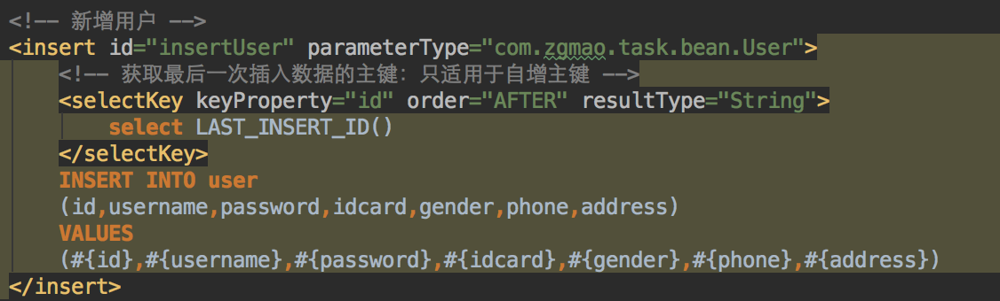 <!-- 新增用户 -->
<insert id="insertUser" parameterType="com.zgmao.task.bean.User">
<!-- 获取最后一次插入数据的主键：只适用于自增主键 -->
<selectKey keyProperty="id" order="AFTER" resultType="String">
select LAST_INSERT_ID()
</selectKey>
INSERT INTO user
(id,username,password,idcard,gender,phone,address)
VALUES
(#{id},#{username},#{password},#{idcard},#{gender},#{phone},#{address})
</insert>